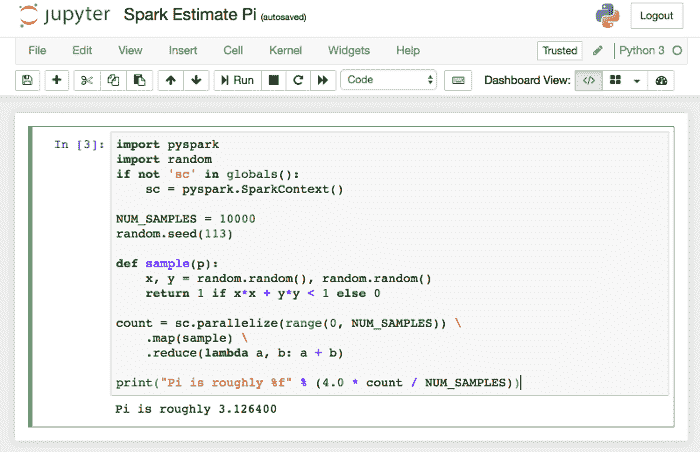 jupyter Spark Estimate Pi (autosaved) Logout
File Edit View Insert Cell Kernel Widgets Help Trusted Python 3
Run Code Dashboard View: </>
In [3]: import pyspark
import random
if not 'sc' in globals():
    sc = pyspark.SparkContext()
NUM_SAMPLES = 10000
random.seed(113)
def sample(p):
    x, y = random.random(), random.random()
    return 1 if x*x + y*y < 1 else 0
count = sc.parallelize(range(0, NUM_SAMPLES)) \
    .map(sample) \
    .reduce(lambda a, b: a + b)
print("Pi is roughly %f" % (4.0 * count / NUM_SAMPLES))
Pi is roughly 3.126400